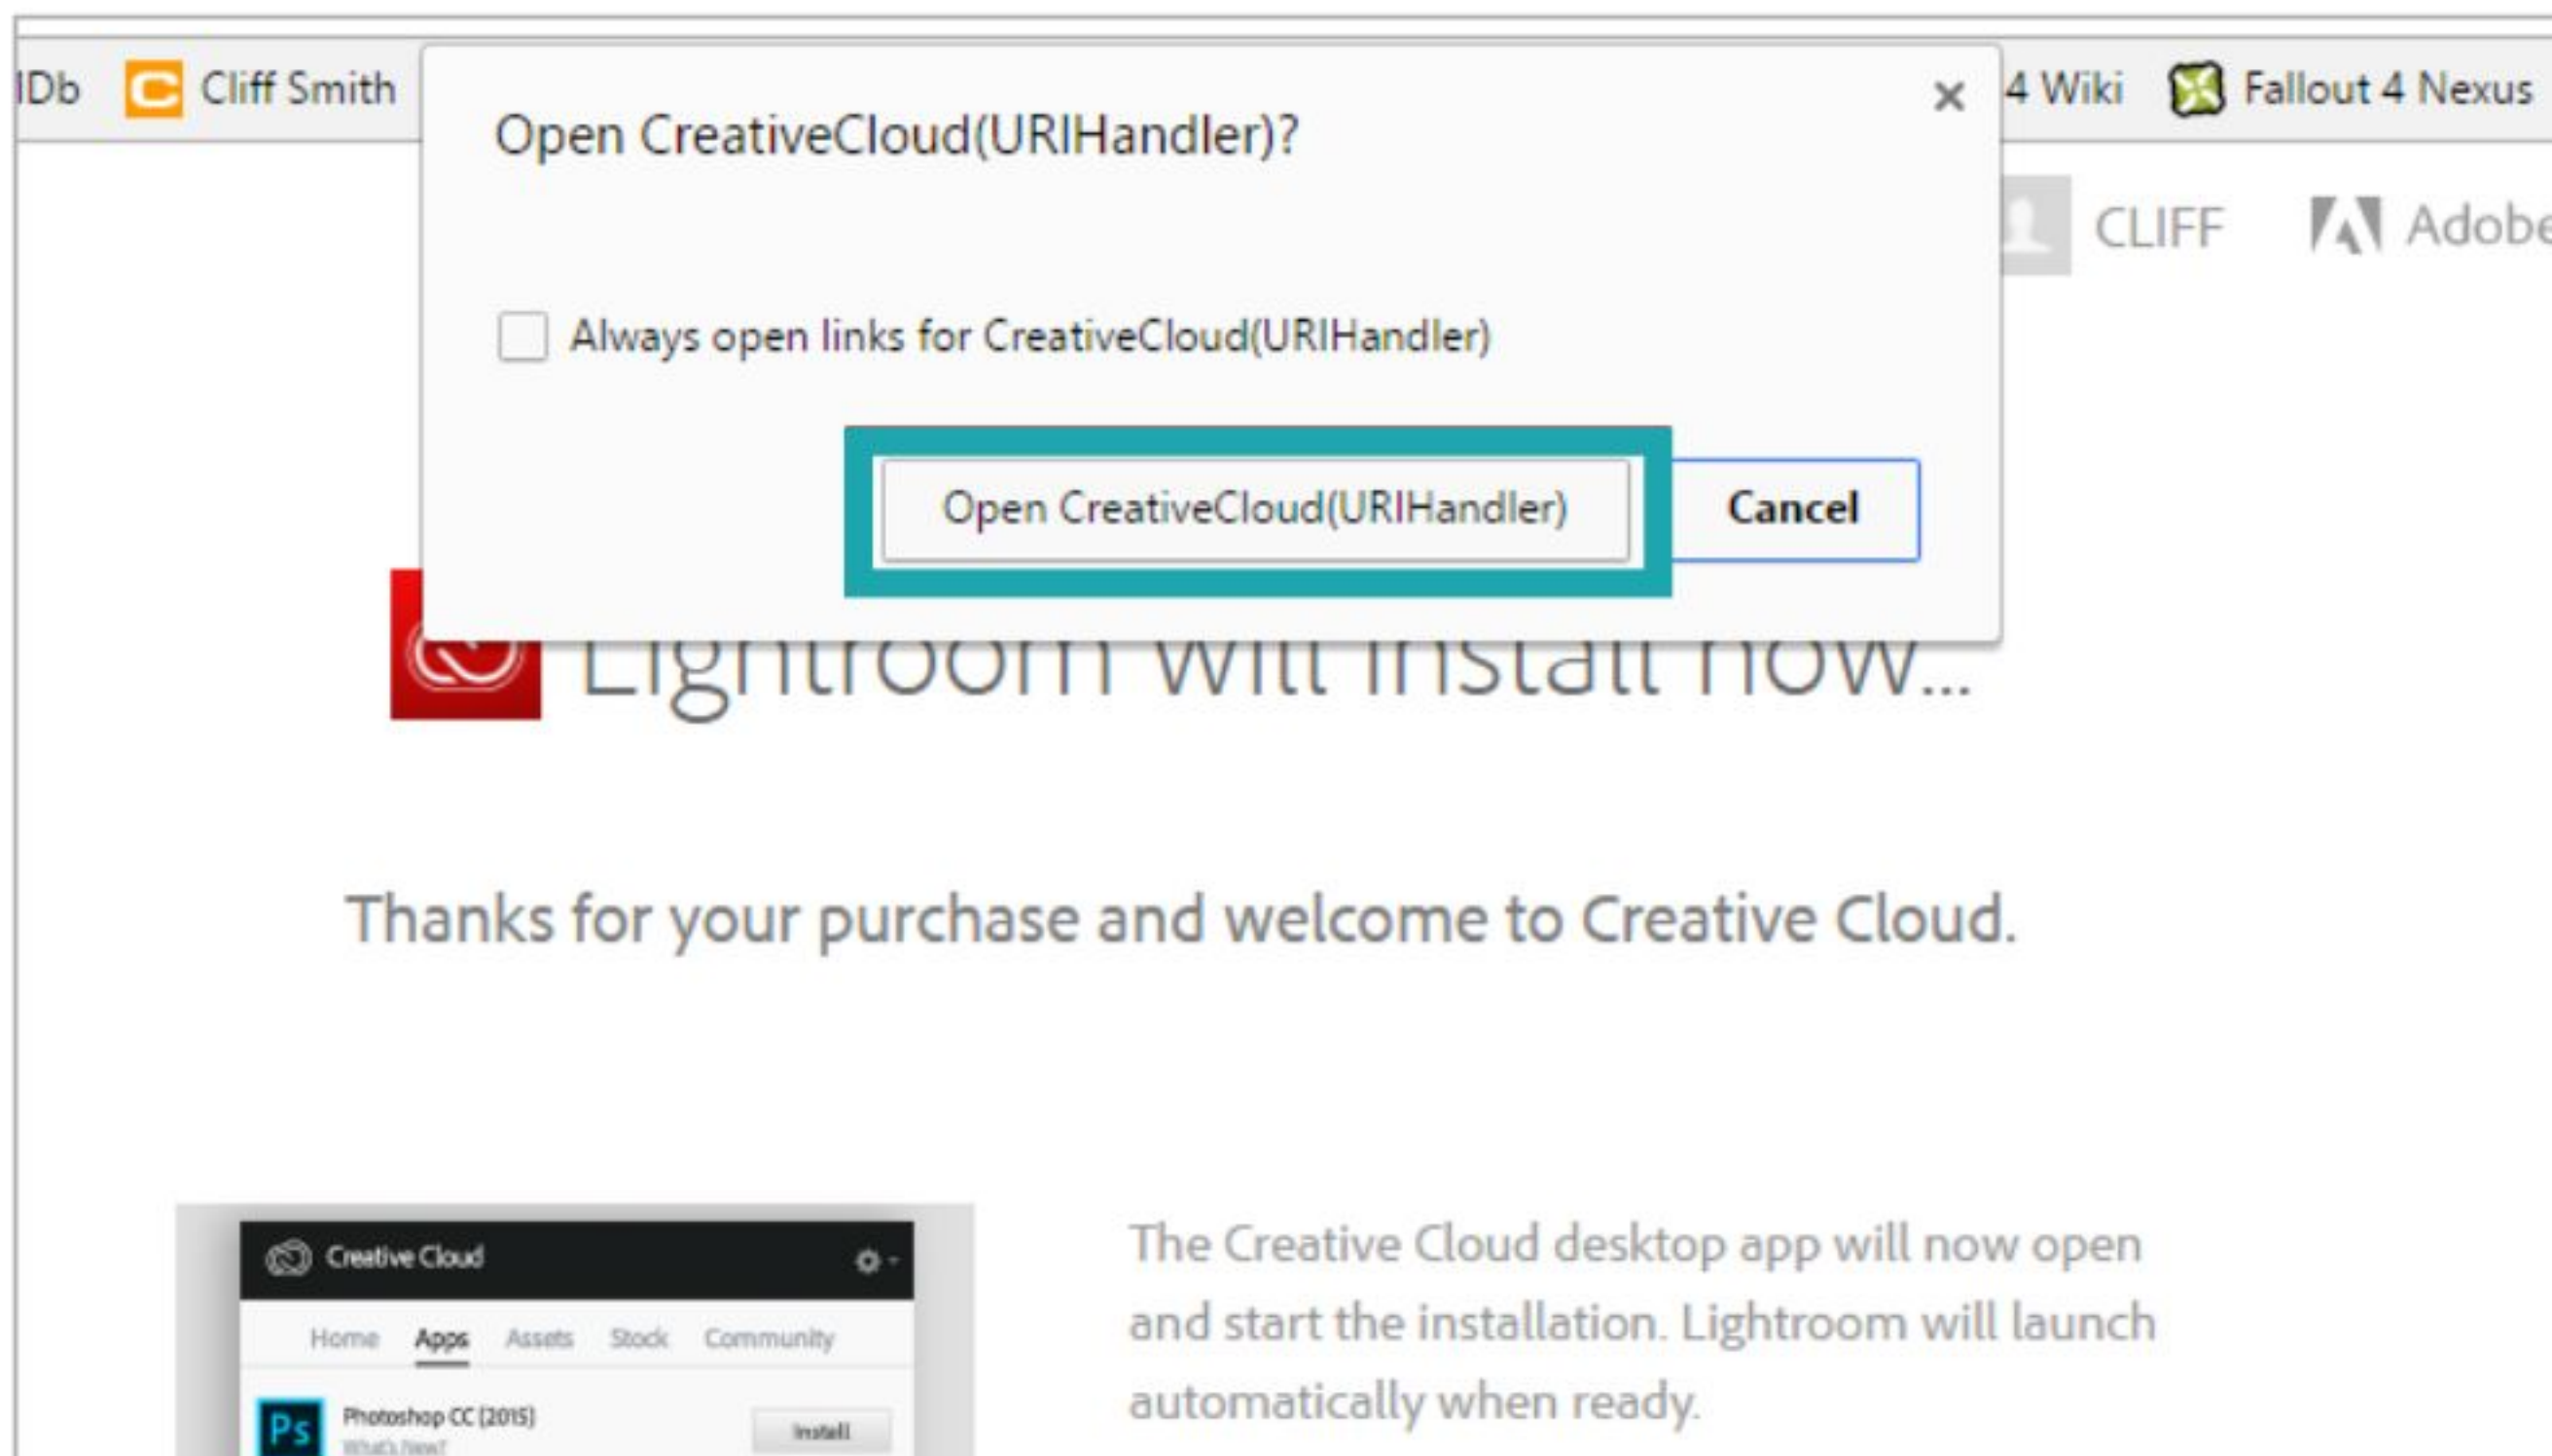 IDb Cliff Smith 4 Wiki Fallout 4 Nexus
Open CreativeCloud(URIHandler)?
CLIFF Adobe
Always open links for CreativeCloud(URIHandler)
Open CreativeCloud(URIHandler) Cancel
Lightroom will install now...
Thanks for your purchase and welcome to Creative Cloud.
Creative Cloud
Home Apps Assets Stock Community
Ps Photoshop CC (2015) Install
What's New?
The Creative Cloud desktop app will now open
and start the installation. Lightroom will launch
automatically when ready.